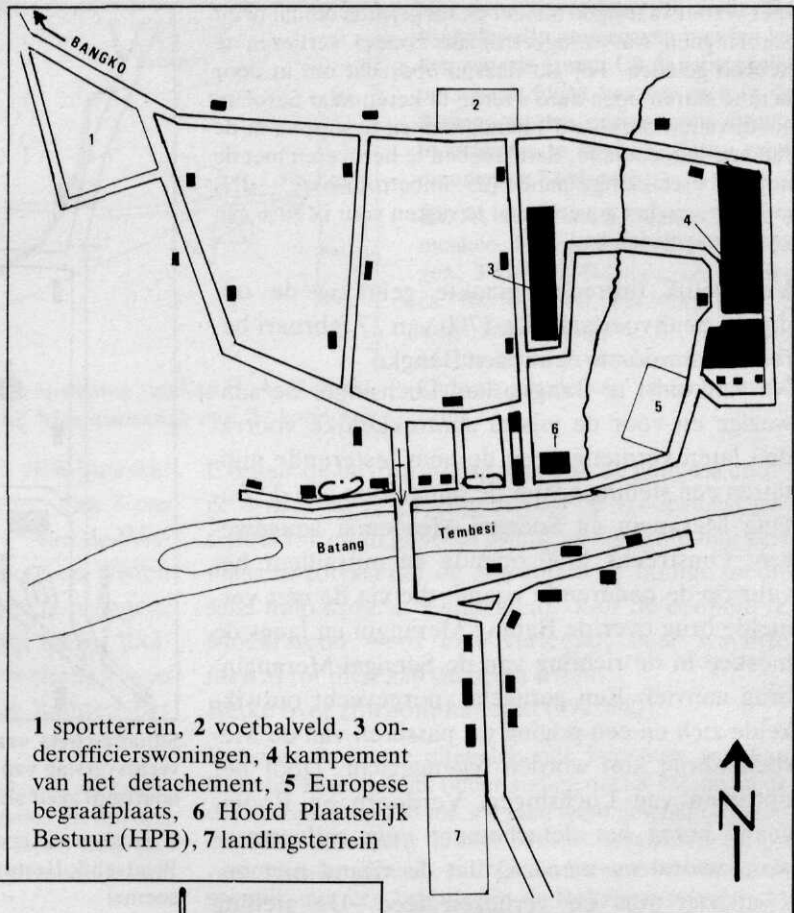 BANGKO
1
2
3
4
5
6
Batang Tembesi
7
1 sportterrein, 2 voetbalveld, 3 on-
derofficierswoningen, 4 kampement
van het detachement, 5 Europese
begraafplaats, 6 Hoofd Plaatselijk
Bestuur (HPB), 7 landingsterrein
N